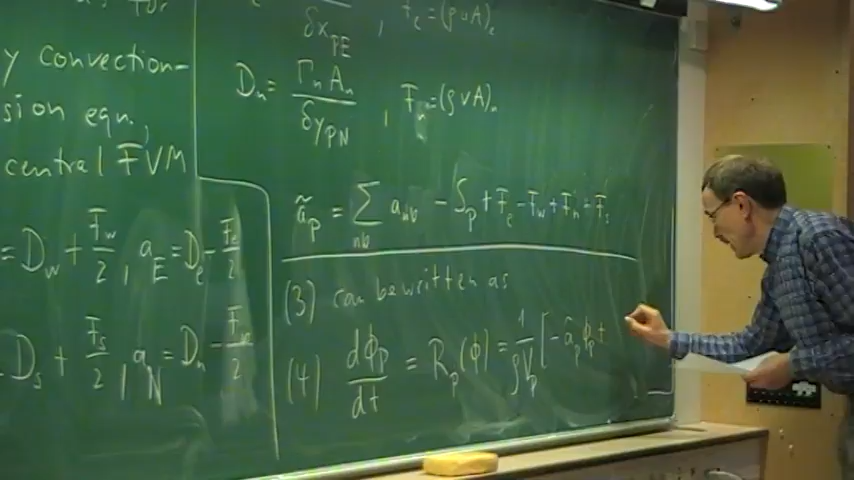 y convection-
sion eqn.,
central FVM
= D_w + F_w/2 , a_E = D_e - F_e/2
D_s + F_s/2 , a_N = D_n - F_n/2
δx_PE , F_e = (ρuA)_e
D_n = Γ_n A_n / δy_PN , F_n = (ρvA)_n
ã_P = Σ_nb a_nb - S_P + F_e - F_w + F_n - F_s
(3) can be written as
(4) dϕ_P/dt = R_P(ϕ) = 1/(ρV_P) [-ã_P ϕ_P +